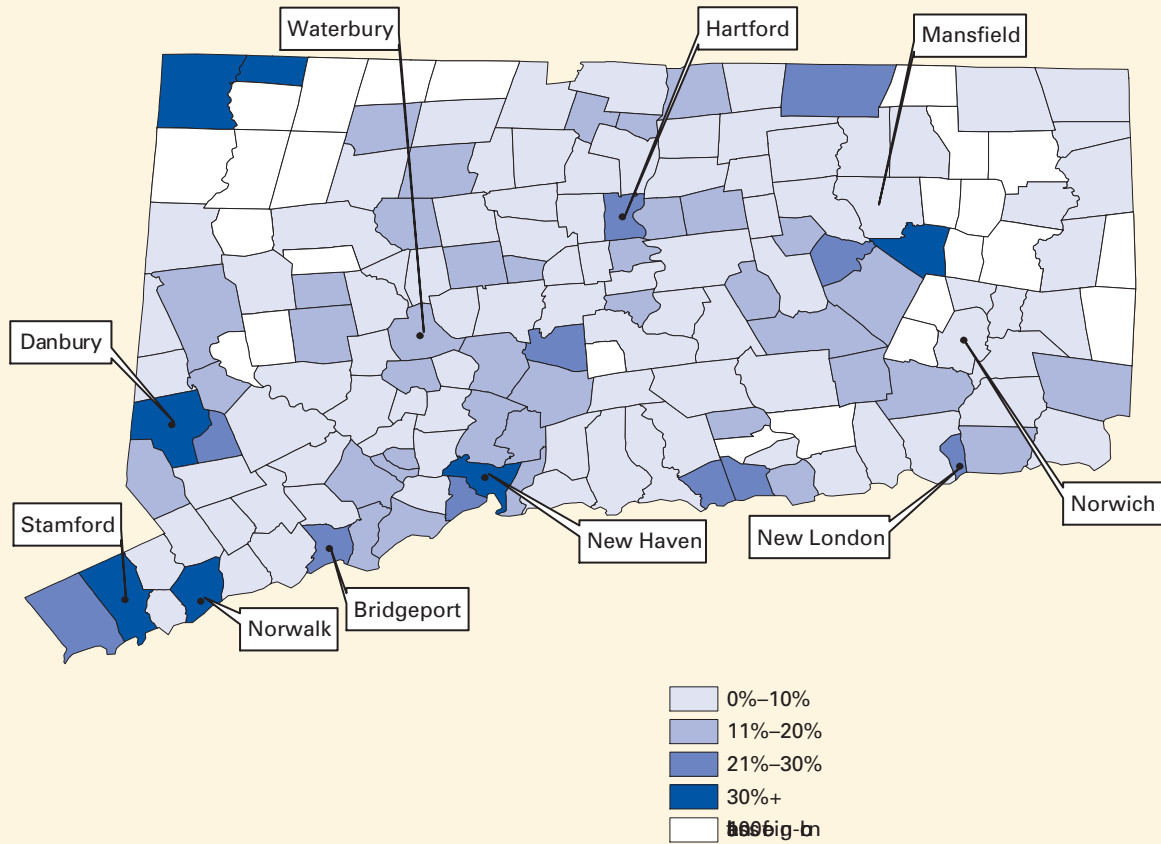 Waterbury
Hartford
Mansfield
Danbury
Stamford
New Haven
New London
Norwich
Bridgeport
Norwalk
0%–10%
11%–20%
21%–30%
30%+